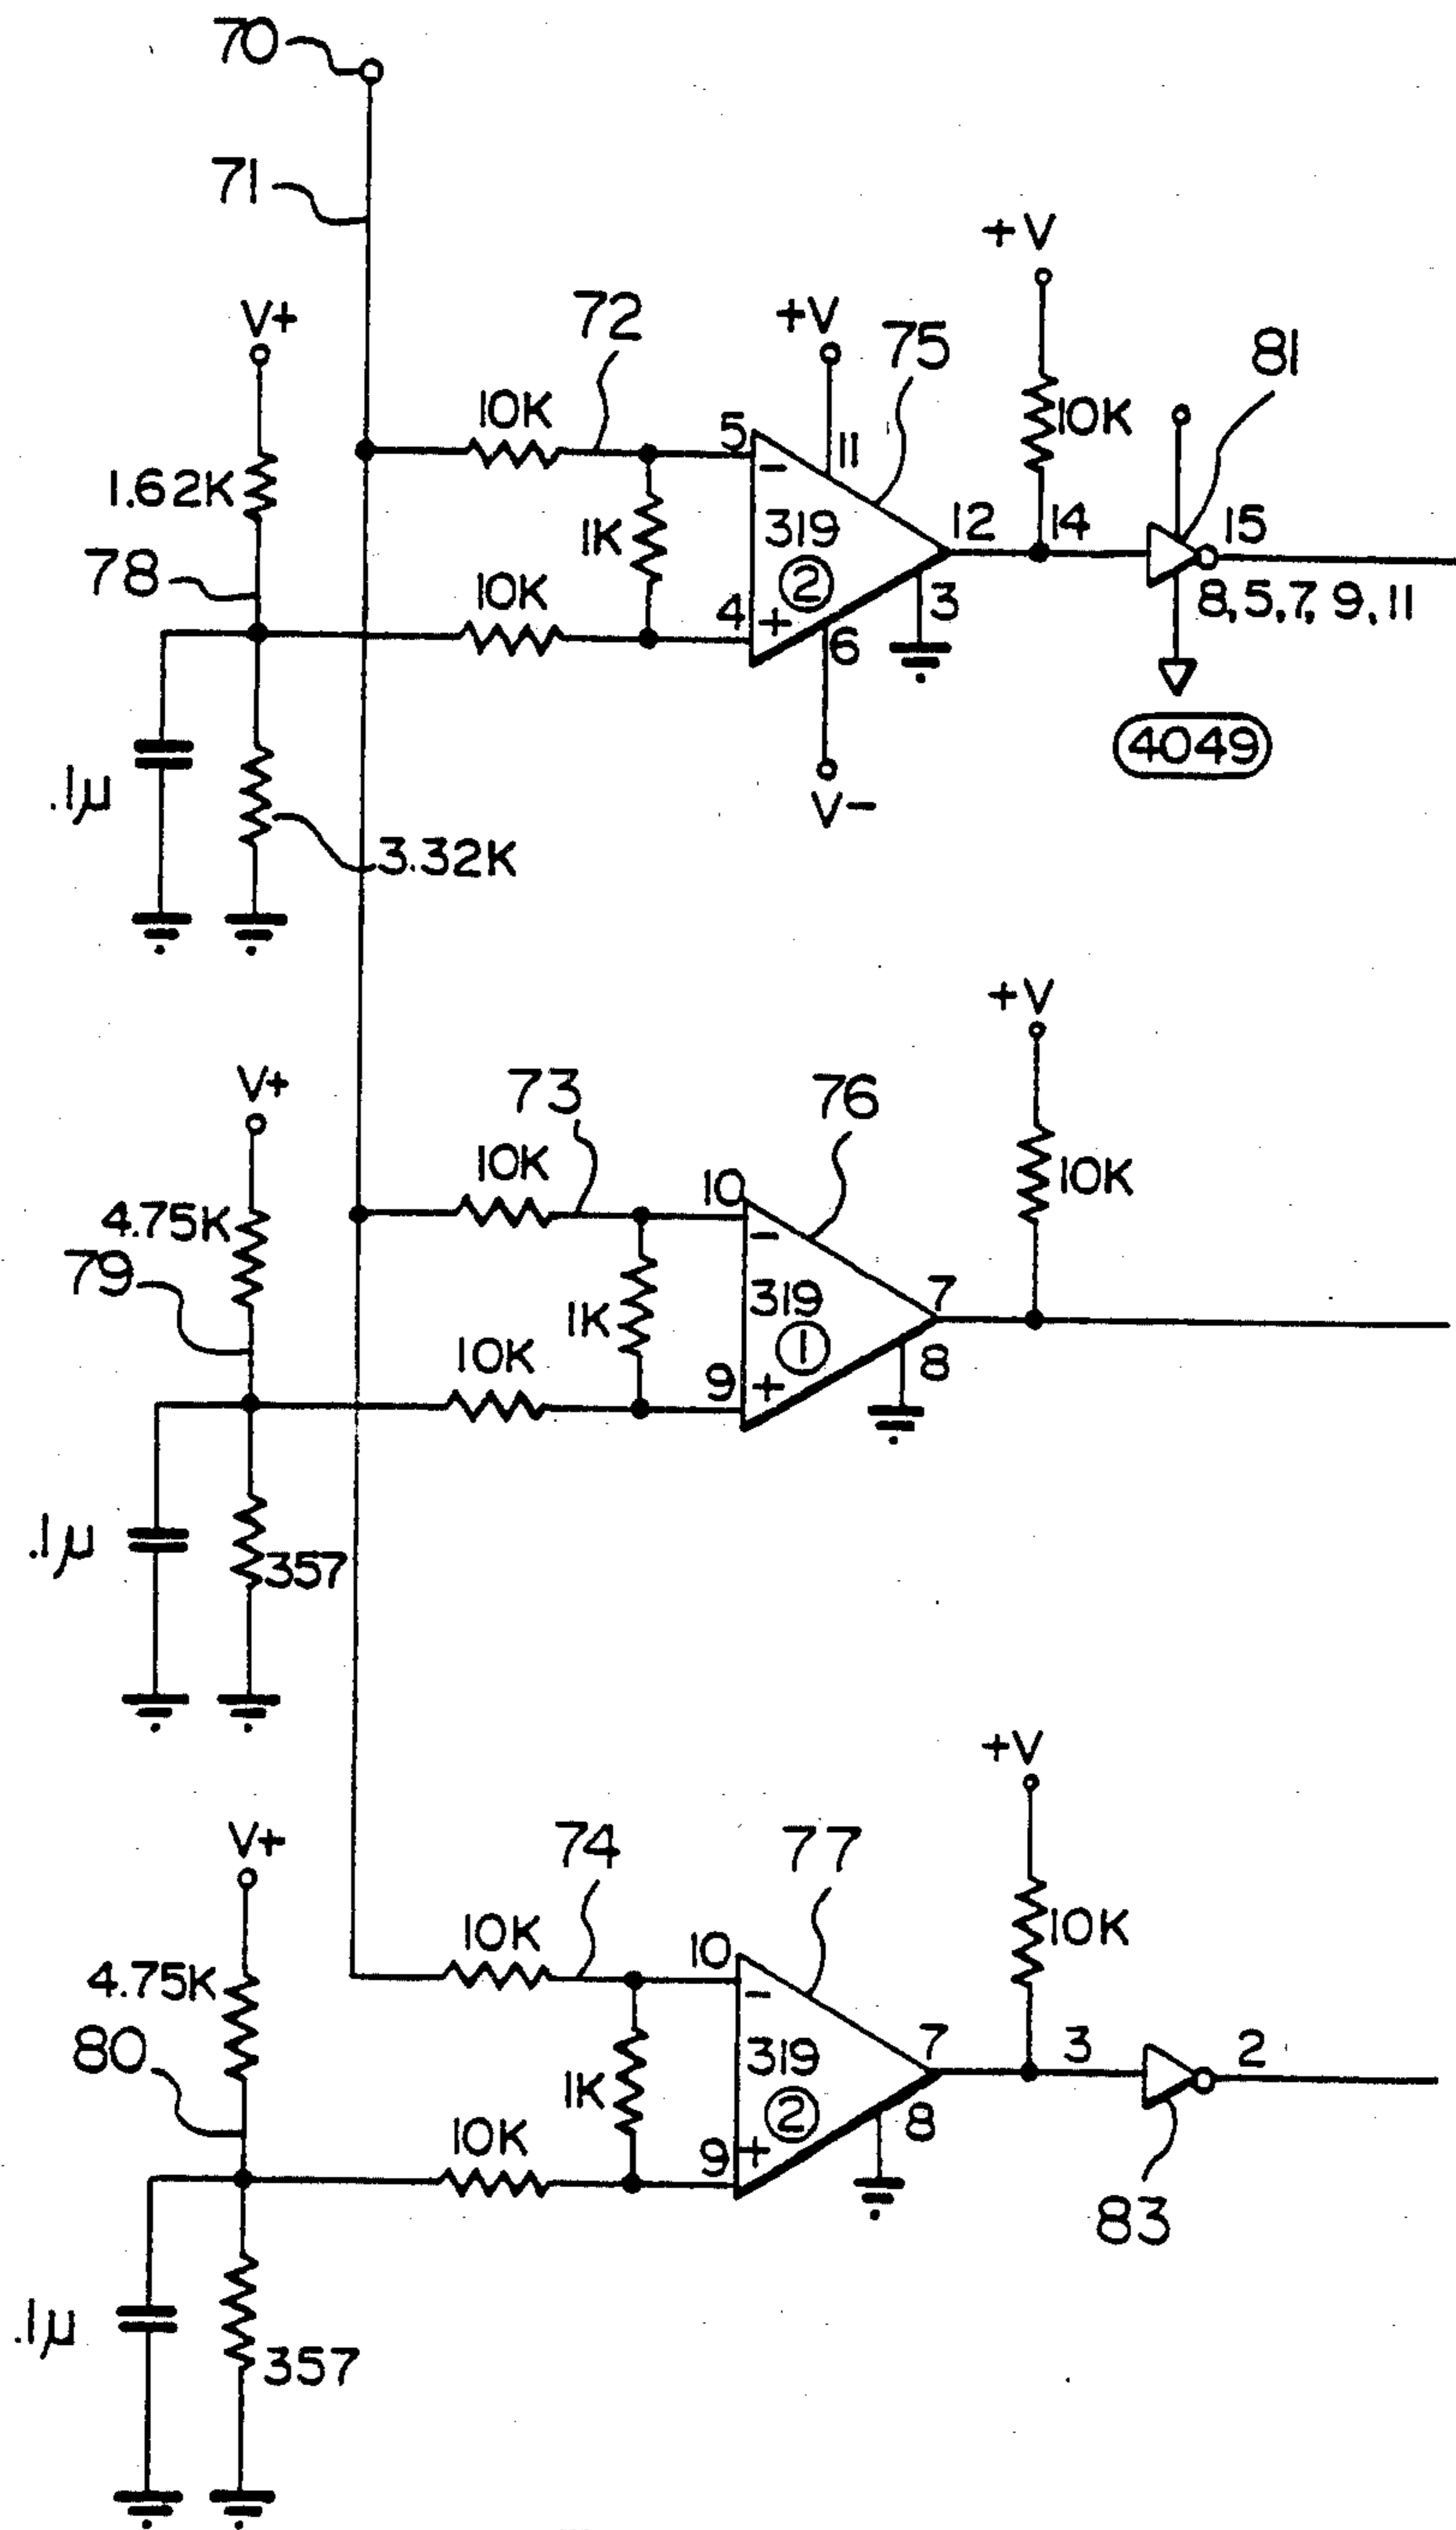 70
71
+V
V+
72
+V
75
81
10K
5
11
10K
1.62K
-
12
14
15
319
1K
78
10K
2
4
+
3
8, 5, 7, 9, 11
6
4049
.1µ
V-
3.32K
+V
V+
73
76
10K
10
10K
4.75K
-
79
319
7
1K
1
10K
9
+
8
.1µ
357
+V
V+
74
77
10K
10
10K
4.75K
-
80
319
7
3
2
1K
2
10K
9
+
8
83
.1µ
357